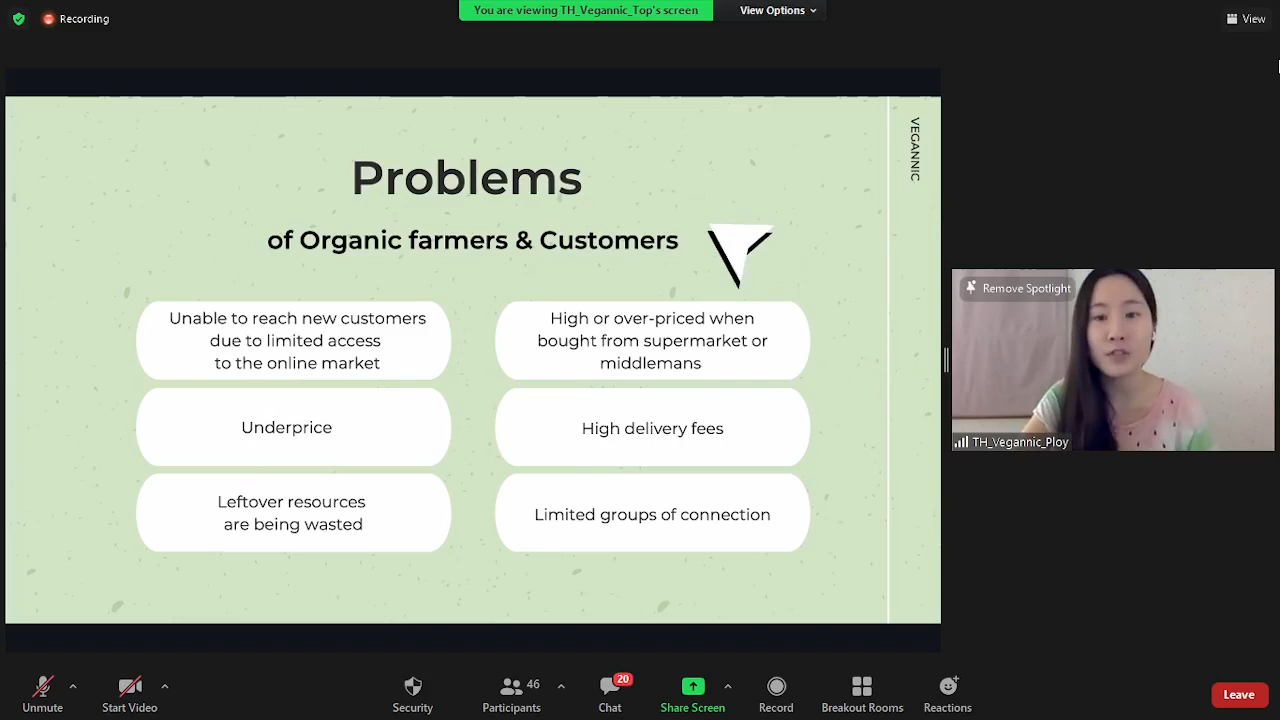 Recording
You are viewing TH_Vegannic_Top's screen
View Options
View
VEGANNIC
Problems
of Organic farmers & Customers
Unable to reach new customers
due to limited access
to the online market
High or over-priced when
bought from supermarket or
middlemans
Underprice
High delivery fees
Leftover resources
are being wasted
Limited groups of connection
Remove Spotlight
TH_Vegannic_Ploy
Unmute
Start Video
Security
46
Participants
20
Chat
Share Screen
Record
Breakout Rooms
Reactions
Leave